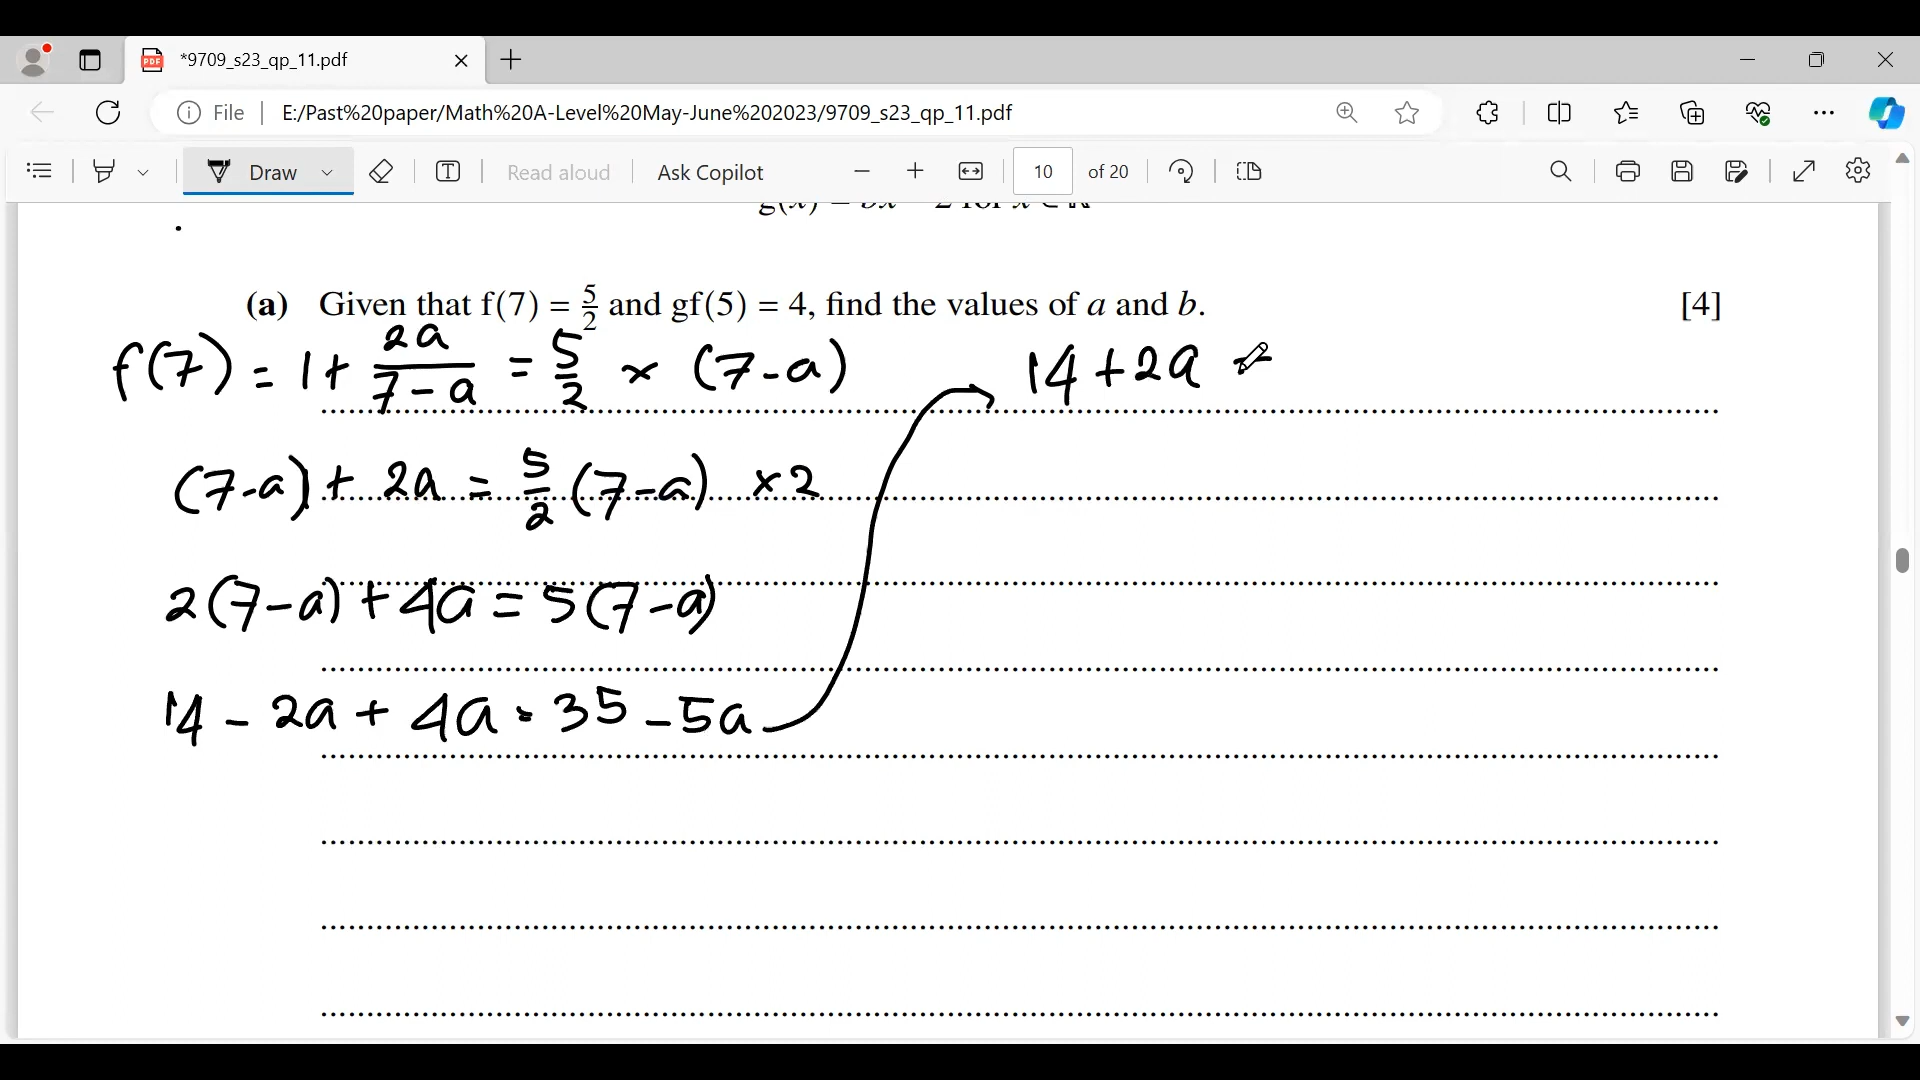 *9709_s23_qp_11.pdf
File E:/Past%20paper/Math%20A-Level%20May-June%202023/9709_s23_qp_11.pdf
Draw Read aloud Ask Copilot 10 of 20
(a) Given that f(7) = 5/2 and gf(5) = 4, find the values of a and b. [4]
f(7) = 1 + 2a/(7-a) = 5/2 × (7-a)
(7-a) + 2a = 5/2 (7-a) ×2
2(7-a) + 4a = 5(7-a)
14 - 2a + 4a = 35 - 5a
14 + 2a =